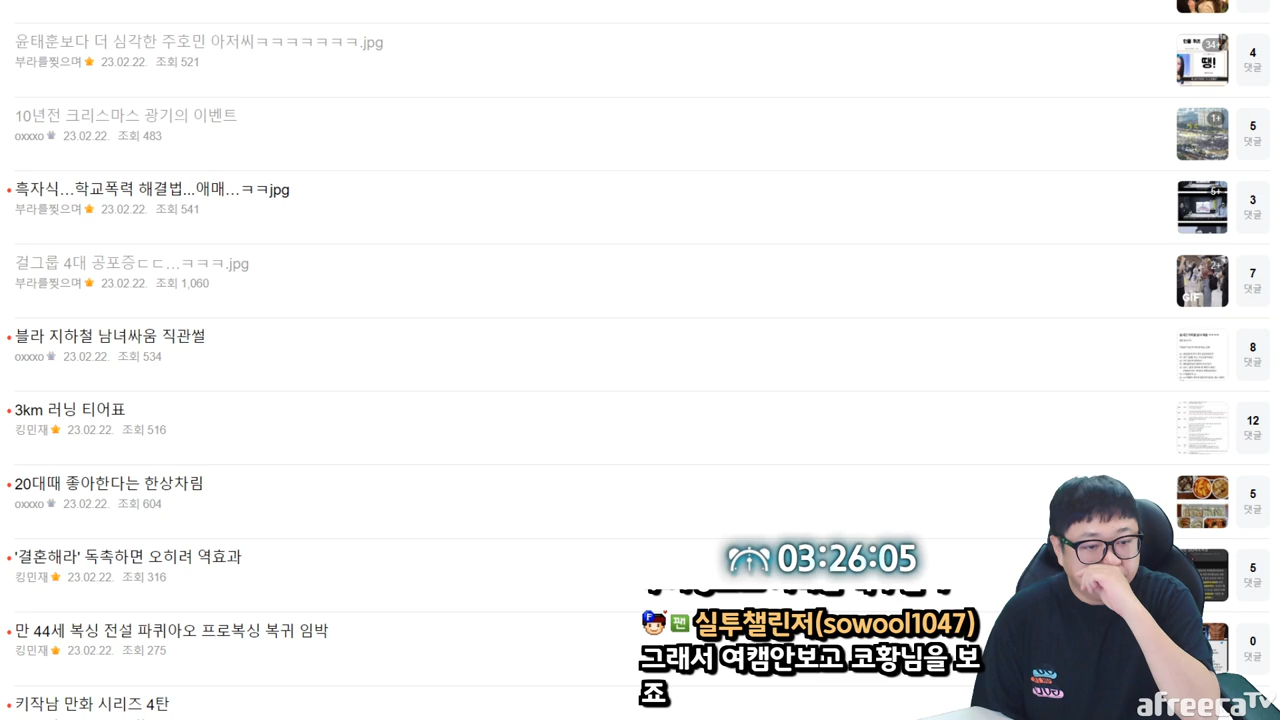 윤태훈보다 더 심각한 주호민 아저씨ㅋㅋㅋㅋㅋㅋㅋ.jpg
부라를찢으며 23.02.22. 조회 521
34+
땡!
4
댓글
10년전 크리스마스 광기의 이벤트
oxxxo 23.02.22. 조회 483
1+
5
댓글
흑자식…학교폭력 해결법...애매…ㅋㅋjpg
부라를찢으며 23.02.22. 조회 541
5+
3
댓글
걸그룹 4대 공포증ㄷㄷ…ㅋㅋㅋ.jpg
부라를찢으며 23.02.22. 조회 1,060
2+
GIF
7
댓글
블라 지하철 남녀싸움 직관썰
oxxxo 23.02.22. 조회 534
8
댓글
3KM 러닝 티어표
킹민재 23.02.22. 조회 516
12
댓글
20대때 좋아한다는 한상차림
oxxxo 23.02.22. 조회 604
5
댓글
'결혼해라' 독촉하면 오히려 역효과
킹민재 조회 316
5
댓글
03:26:05
복싱 전설 파퀴아오 프로복싱 복귀 임박
조회 275
0
댓글
찐 실투챌린저(sowool1047)
그래서 여캠안보고 코황님을 보
죠
키작남 만화 시리즈 4탄
afreecaTV